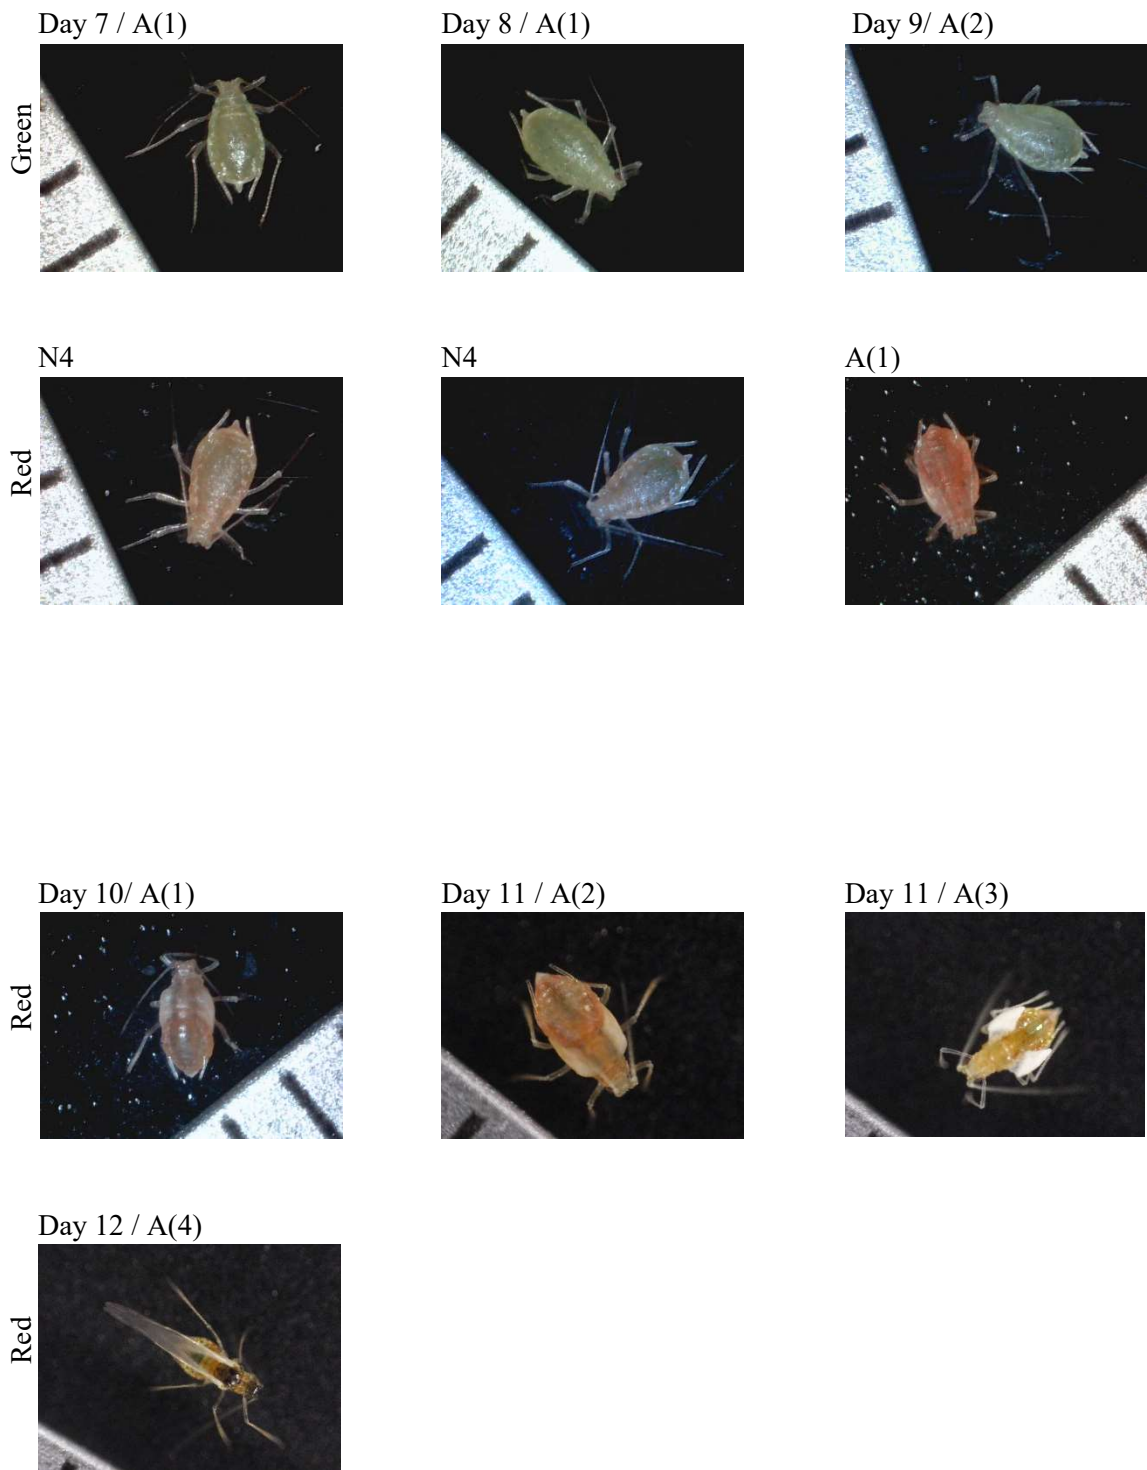 Day 7 / A(1)
Day 8 / A(1)
Day 9/ A(2)
Green
N4
N4
A(1)
Red
Day 10/ A(1)
Day 11 / A(2)
Day 11 / A(3)
Red
Day 12 / A(4)
Red